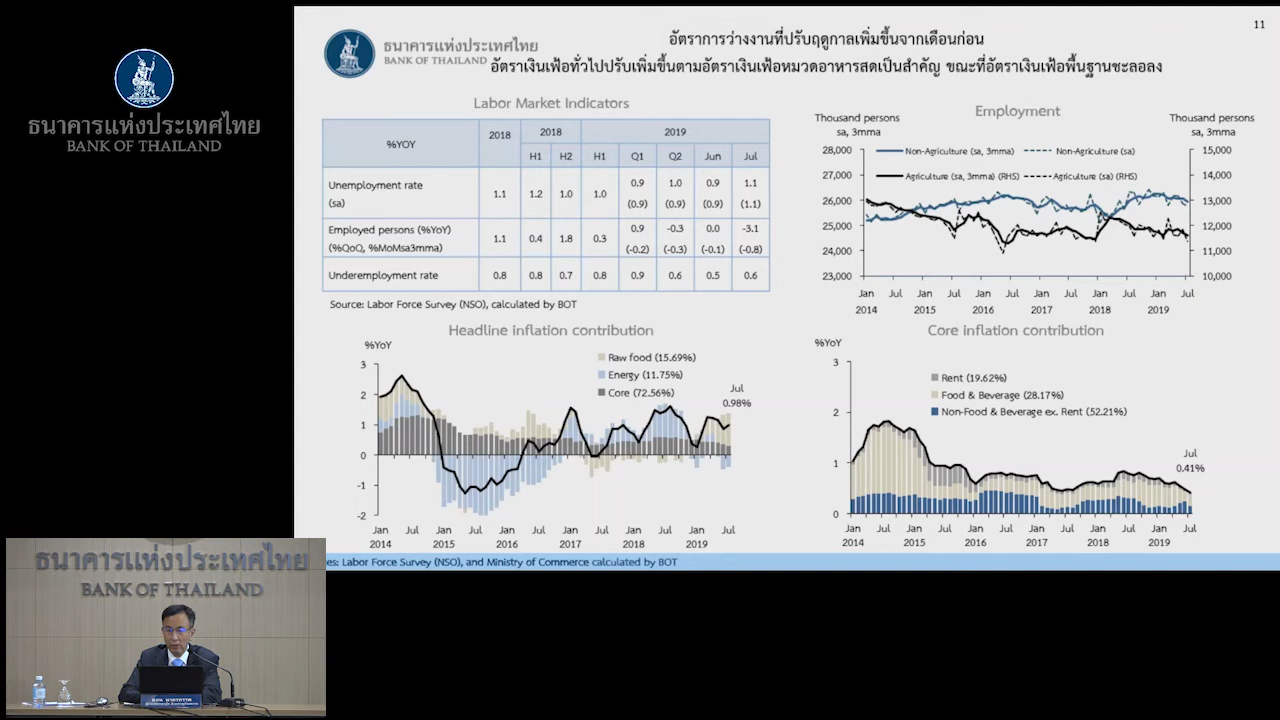 ธนาคารแห่งประเทศไทย
BANK OF THAILAND
11
ธนาคารแห่งประเทศไทย
BANK OF THAILAND
อัตราการว่างงานที่ปรับฤดูกาลเพิ่มขึ้นจากเดือนก่อน
อัตราเงินเฟ้อทั่วไปปรับเพิ่มขึ้นตามอัตราเงินเฟ้อหมวดอาหารสดเป็นสำคัญ ขณะที่อัตราเงินเฟ้อพื้นฐานชะลอลง
Labor Market Indicators
%YOY 2018 2018 2019
H1 H2 H1 Q1 Q2 Jun Jul
Unemployment rate 1.1 1.2 1.0 1.0 0.9 1.0 0.9 1.1
(sa) (0.9) (0.9) (0.9) (1.1)
Employed persons (%YoY) 1.1 0.4 1.8 0.3 0.9 -0.3 0.0 -3.1
(%QoQ, %MoMsa3mma) (-0.2) (-0.3) (-0.1) (-0.8)
Underemployment rate 0.8 0.8 0.7 0.8 0.9 0.6 0.5 0.6
Source: Labor Force Survey (NSO), calculated by BOT
Employment
Thousand persons Thousand persons
sa, 3mma sa, 3mma
28,000 15,000
Non-Agriculture (sa, 3mma) Non-Agriculture (sa)
27,000 14,000
Agriculture (sa, 3mma) (RHS) Agriculture (sa) (RHS)
26,000 13,000
25,000 12,000
24,000 11,000
23,000 10,000
Jan Jul Jan Jul Jan Jul Jan Jul Jan Jul Jan Jul
2014 2015 2016 2017 2018 2019
Headline inflation contribution
%YoY
Raw food (15.69%)
Energy (11.75%)
Core (72.56%)
Jul
0.98%
3
2
1
0
-1
-2
Jan Jul Jan Jul Jan Jul Jan Jul Jan Jul Jan Jul
2014 2015 2016 2017 2018 2019
Core inflation contribution
%YoY
Rent (19.62%)
Food & Beverage (28.17%)
Non-Food & Beverage ex. Rent (52.21%)
Jul
0.41%
3
2
1
0
Jan Jul Jan Jul Jan Jul Jan Jul Jan Jul Jan Jul
2014 2015 2016 2017 2018 2019
es: Labor Force Survey (NSO), and Ministry of Commerce calculated by BOT
ธนาคารแห่งประเทศไทย
BANK OF THAILAND